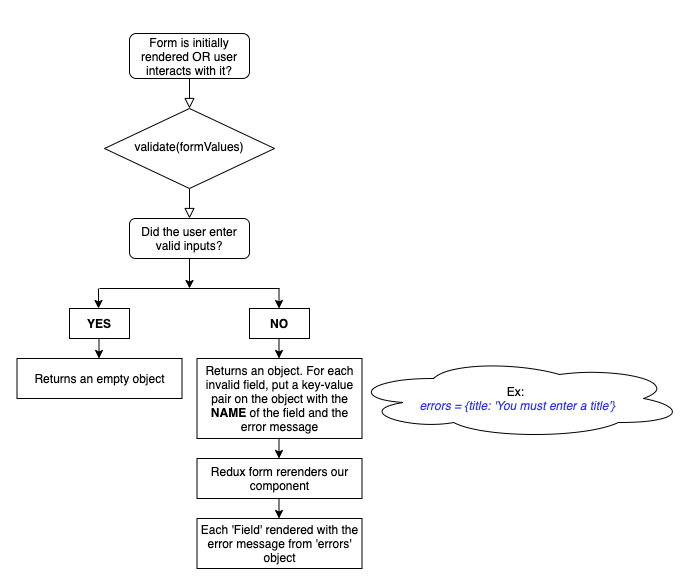 Form is initially
rendered OR user
interacts with it?
validate(formValues)
Did the user enter
valid inputs?
YES
NO
Returns an empty object
Returns an object. For each
invalid field, put a key-value
pair on the object with the
NAME of the field and the
error message
Ex:
errors = {title: 'You must enter a title'}
Redux form rerenders our
component
Each 'Field' rendered with the
error message from 'errors'
object